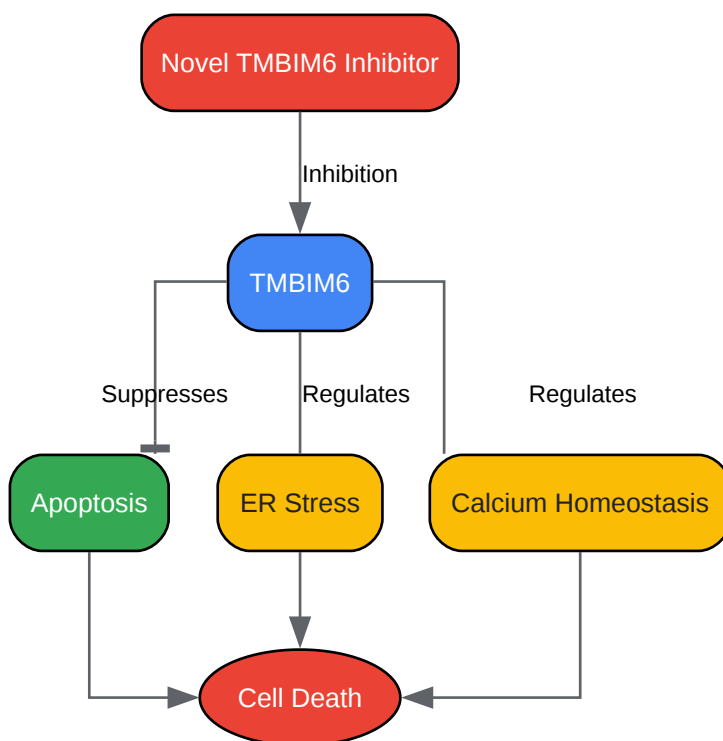 Novel TMBIM6 Inhibitor
Inhibition
TMBIM6
Suppresses
Regulates
Regulates
Apoptosis
ER Stress
Calcium Homeostasis
Cell Death